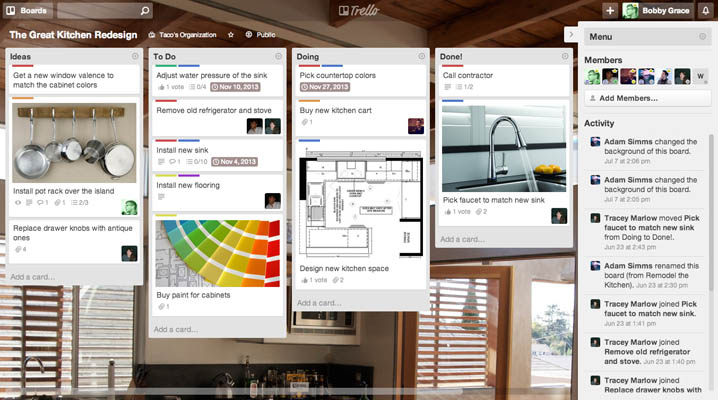 Boards
Trello
Bobby Grace
The Great Kitchen Redesign
Taco's Organization
Public
Ideas
Get a new window valence to
match the cabinet colors
Install pot rack over the island
1
1
2/3
Replace drawer knobs with antique
ones
4
Add a card...
To Do
Adjust water pressure of the sink
1 vote
0/4
Nov 10, 2013
Remove old refrigerator and stove
Install new sink
1
0/10
Nov 4, 2013
Install new flooring
Buy paint for cabinets
1
Add a card...
Doing
Pick countertop colors
Nov 27, 2013
Buy new kitchen cart
1
Design new kitchen space
1 vote
2
Add a card...
Done!
Call contractor
1/2
Pick faucet to match new sink
1 vote
2
Add a card...
Menu
Members
W
Add Members...
Activity
Adam Simms changed the
background of this board.
Jul 7 at 2:06 pm
Adam Simms changed the
background of this board.
Jul 7 at 2:05 pm
Tracey Marlow moved Pick
faucet to match new sink
from Doing to Done!.
Jun 23 at 2:43 pm
Adam Simms renamed this
board (from Remodel the
Kitchen). Jun 23 at 2:30 pm
Tracey Marlow joined Pick
faucet to match new sink.
Jun 23 at 1:41 pm
Tracey Marlow joined
Remove old refrigerator
and stove. Jun 23 at 1:40 pm
Tracey Marlow joined
Replace drawer knobs with